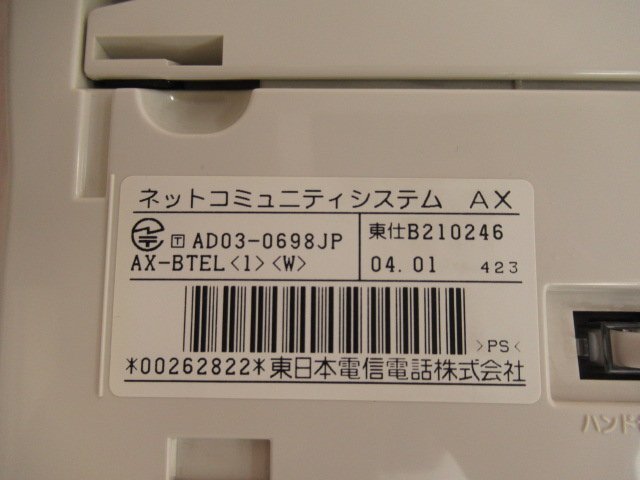 ネットコミュニティシステム AX
T AD03-0698JP
東仕B210246
AX-BTEL<1><W>
04.01 423
>PS<
*00262822*東日本電信電話株式会社
ハンド